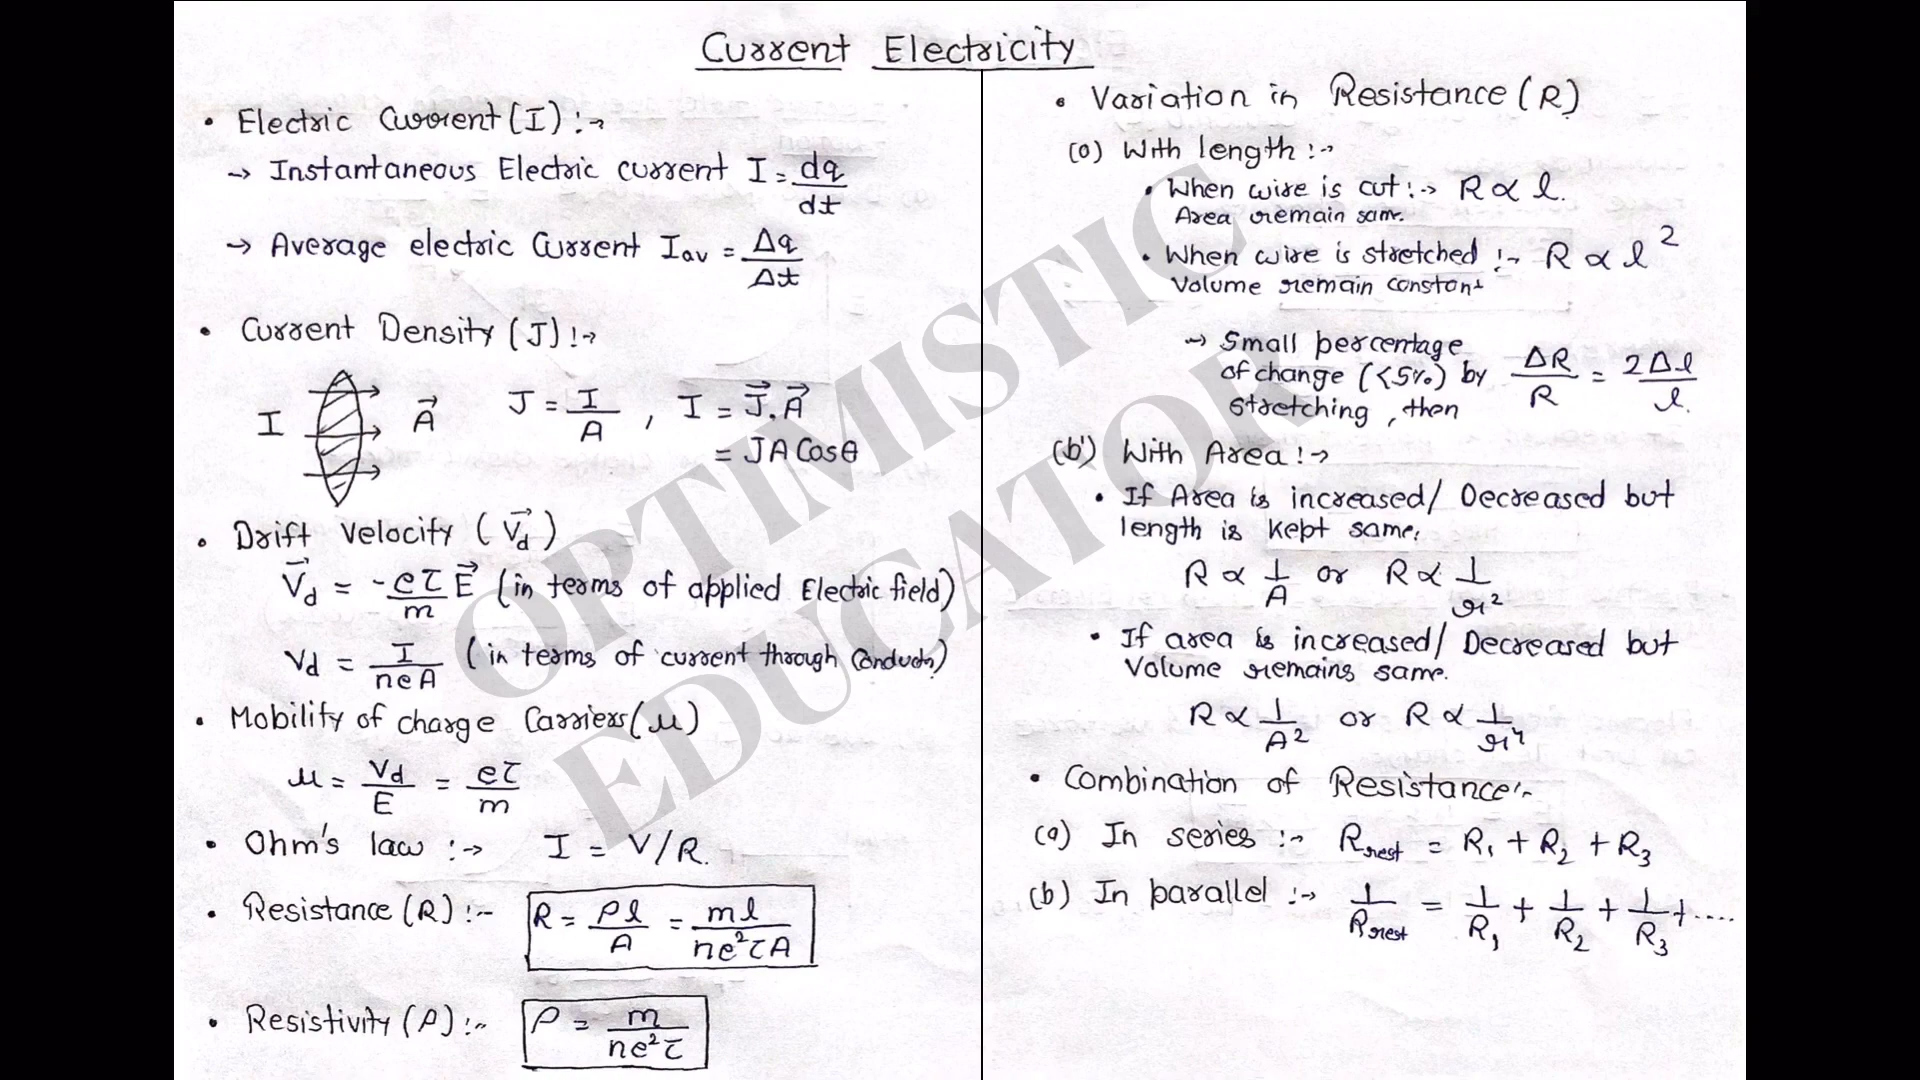 Current Electricity
• Electric Current (I) :→
→ Instantaneous Electric current I = dq/dt
→ Average electric Current Iav = Δq/Δt
• Current Density (J) :→
I A⃗ J = I/A , I = J⃗.A⃗
= JA Cosθ
• Drift Velocity (V⃗d)
V⃗d = -eτ/m E⃗ (in terms of applied Electric field)
Vd = I/neA (in terms of current through Conductor)
• Mobility of charge Carriers (μ)
μ = Vd/E = eτ/m
• Ohm's law :→ I = V/R.
• Resistance (R) :→ R = ρl/A = ml/ne²τA
• Resistivity (ρ) :→ ρ = m/ne²τ
• Variation in Resistance (R)
(a) With length :→
• When wire is cut :→ R ∝ l.
Area remain same.
• When wire is stretched :→ R ∝ l²
Volume remain constant
→ Small percentage
of change (<5%) by ΔR/R = 2Δl/l.
stretching, then
(b) With Area :→
• If Area is increased/ Decreased but
length is kept same.
R ∝ 1/A or R ∝ 1/r²
• If area is increased/ Decreased but
Volume remains same.
R ∝ 1/A² or R ∝ 1/r⁴
• Combination of Resistance :→
(a) In series :→ Rrest = R₁ + R₂ + R₃
(b) In parallel :→ 1/Rrest = 1/R₁ + 1/R₂ + 1/R₃ + ....
OPTIMISTIC
EDUCATOR